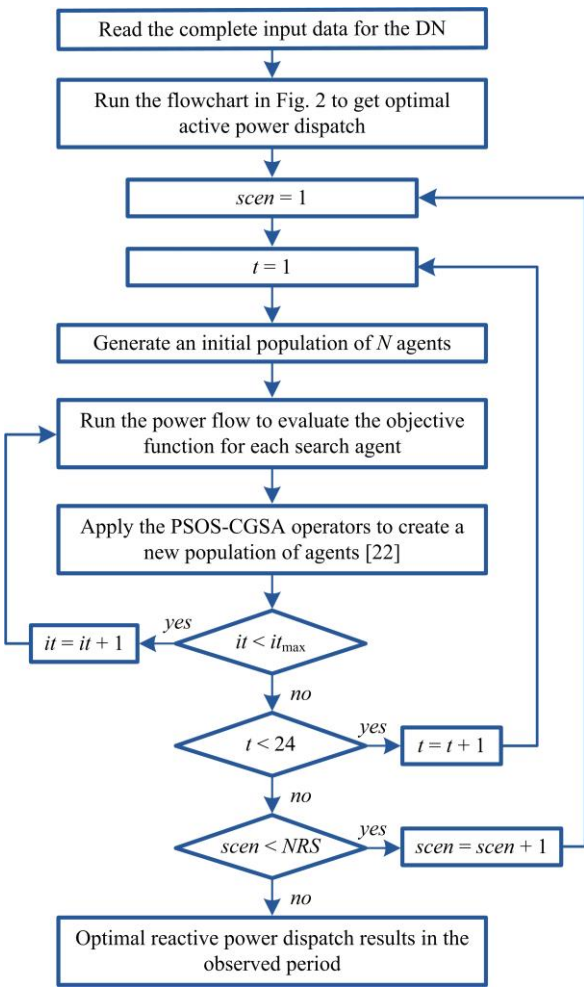 Read the complete input data for the DN
Run the flowchart in Fig. 2 to get optimal
active power dispatch
scen = 1
t = 1
Generate an initial population of N agents
Run the power flow to evaluate the objective
function for each search agent
Apply the PSOS-CGSA operators to create a
new population of agents [22]
it < itmax
yes
it = it + 1
no
t < 24
yes
t = t + 1
no
scen < NRS
yes
scen = scen + 1
no
Optimal reactive power dispatch results in the
observed period